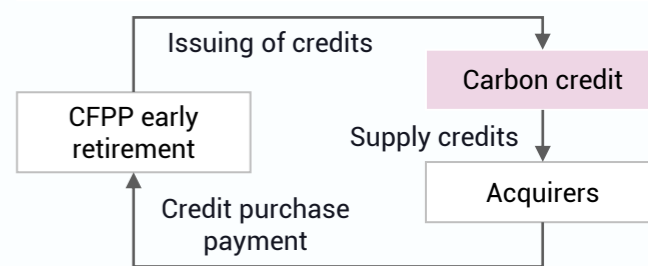 Issuing of credits
Carbon credit
CFPP early
retirement
Supply credits
Acquirers
Credit purchase
payment